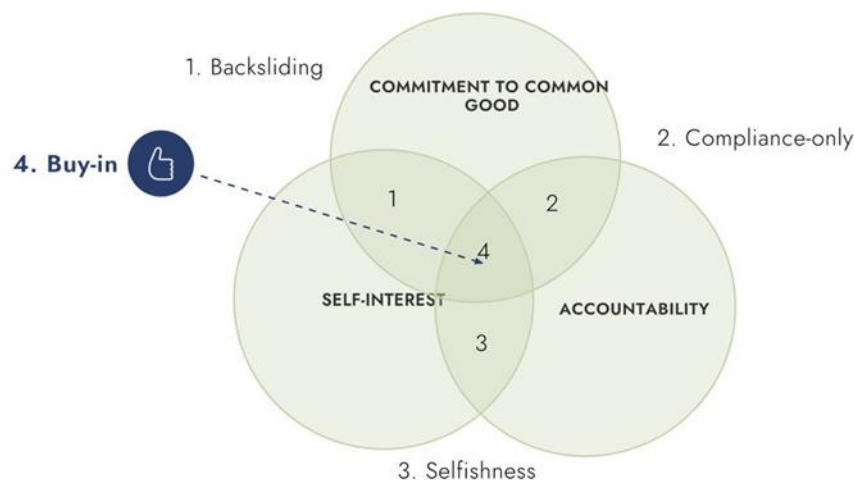 1. Backsliding
COMMITMENT TO COMMON
GOOD
2. Compliance-only
4. Buy-in
1
2
4
SELF-INTEREST
ACCOUNTABILITY
3
3. Selfishness